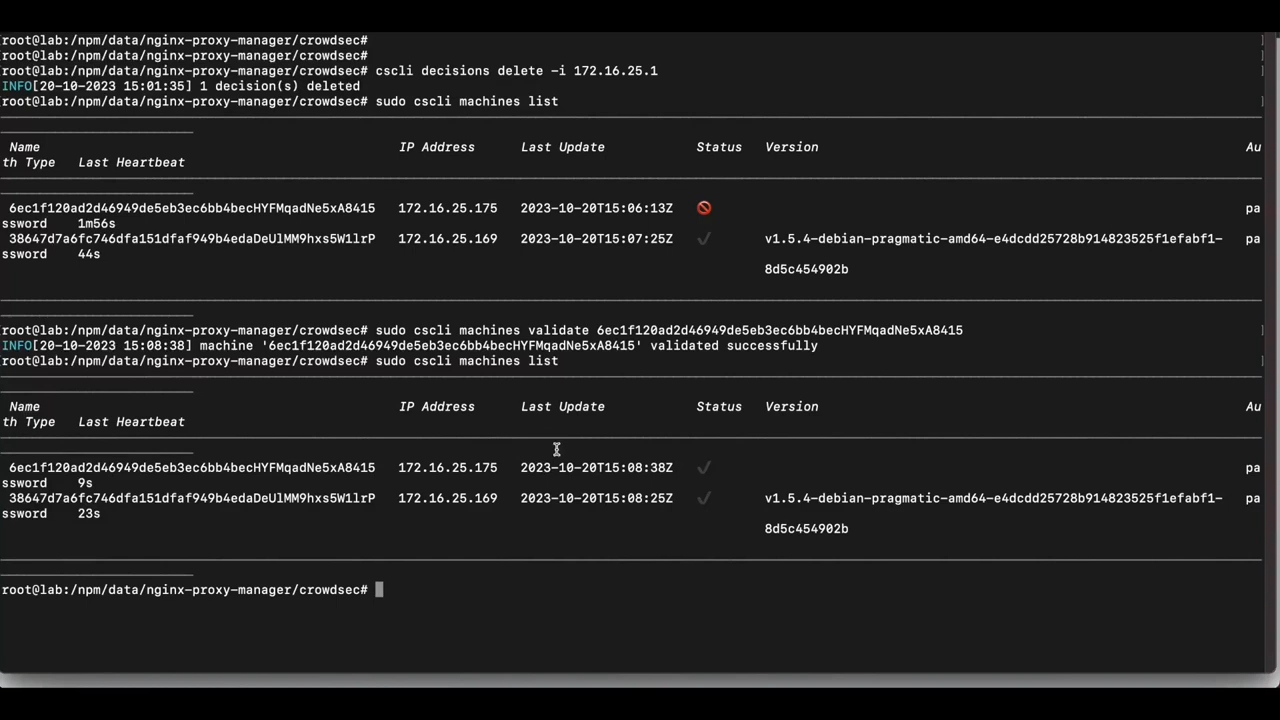 [root@lab:/npm/data/nginx-proxy-manager/crowdsec# ]
[root@lab:/npm/data/nginx-proxy-manager/crowdsec# ]
[root@lab:/npm/data/nginx-proxy-manager/crowdsec# cscli decisions delete -i 172.16.25.1 ]
INFO[20-10-2023 15:01:35] 1 decision(s) deleted
[root@lab:/npm/data/nginx-proxy-manager/crowdsec# sudo cscli machines list ]
Name IP Address Last Update Status Version Au
th Type Last Heartbeat
6ec1f120ad2d46949de5eb3ec6bb4becHYFMqadNe5xA8415 172.16.25.175 2023-10-20T15:06:13Z 🚫 pa
ssword 1m56s
38647d7a6fc746dfa151dfaf949b4edaDeUlMM9hxs5W1lrP 172.16.25.169 2023-10-20T15:07:25Z ✔ v1.5.4-debian-pragmatic-amd64-e4dcdd25728b914823525f1efabf1- pa
ssword 44s 8d5c454902b
[root@lab:/npm/data/nginx-proxy-manager/crowdsec# sudo cscli machines validate 6ec1f120ad2d46949de5eb3ec6bb4becHYFMqadNe5xA8415 ]
INFO[20-10-2023 15:08:38] machine '6ec1f120ad2d46949de5eb3ec6bb4becHYFMqadNe5xA8415' validated successfully
[root@lab:/npm/data/nginx-proxy-manager/crowdsec# sudo cscli machines list ]
Name IP Address Last Update Status Version Au
th Type Last Heartbeat
6ec1f120ad2d46949de5eb3ec6bb4becHYFMqadNe5xA8415 172.16.25.175 2023-10-20T15:08:38Z ✔ pa
ssword 9s
38647d7a6fc746dfa151dfaf949b4edaDeUlMM9hxs5W1lrP 172.16.25.169 2023-10-20T15:08:25Z ✔ v1.5.4-debian-pragmatic-amd64-e4dcdd25728b914823525f1efabf1- pa
ssword 23s
8d5c454902b
root@lab:/npm/data/nginx-proxy-manager/crowdsec#